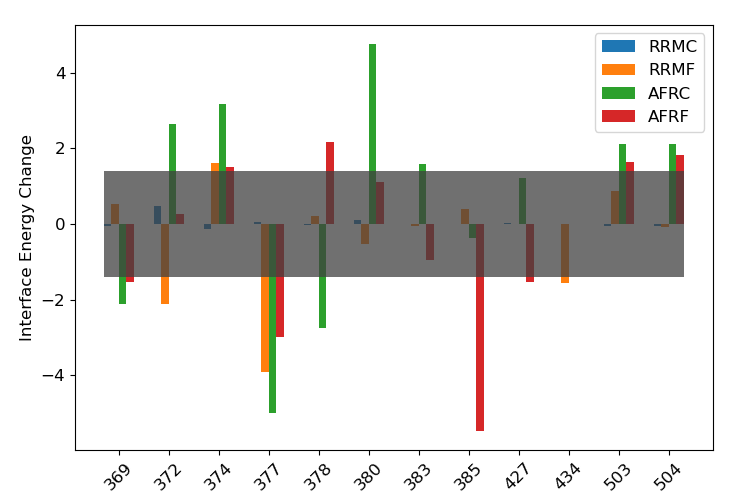 RRMC
RRMF
AFRC
AFRF
Interface Energy Change
4
2
0
−2
−4
369 372 374 377 378 380 383 385 427 434 503 504